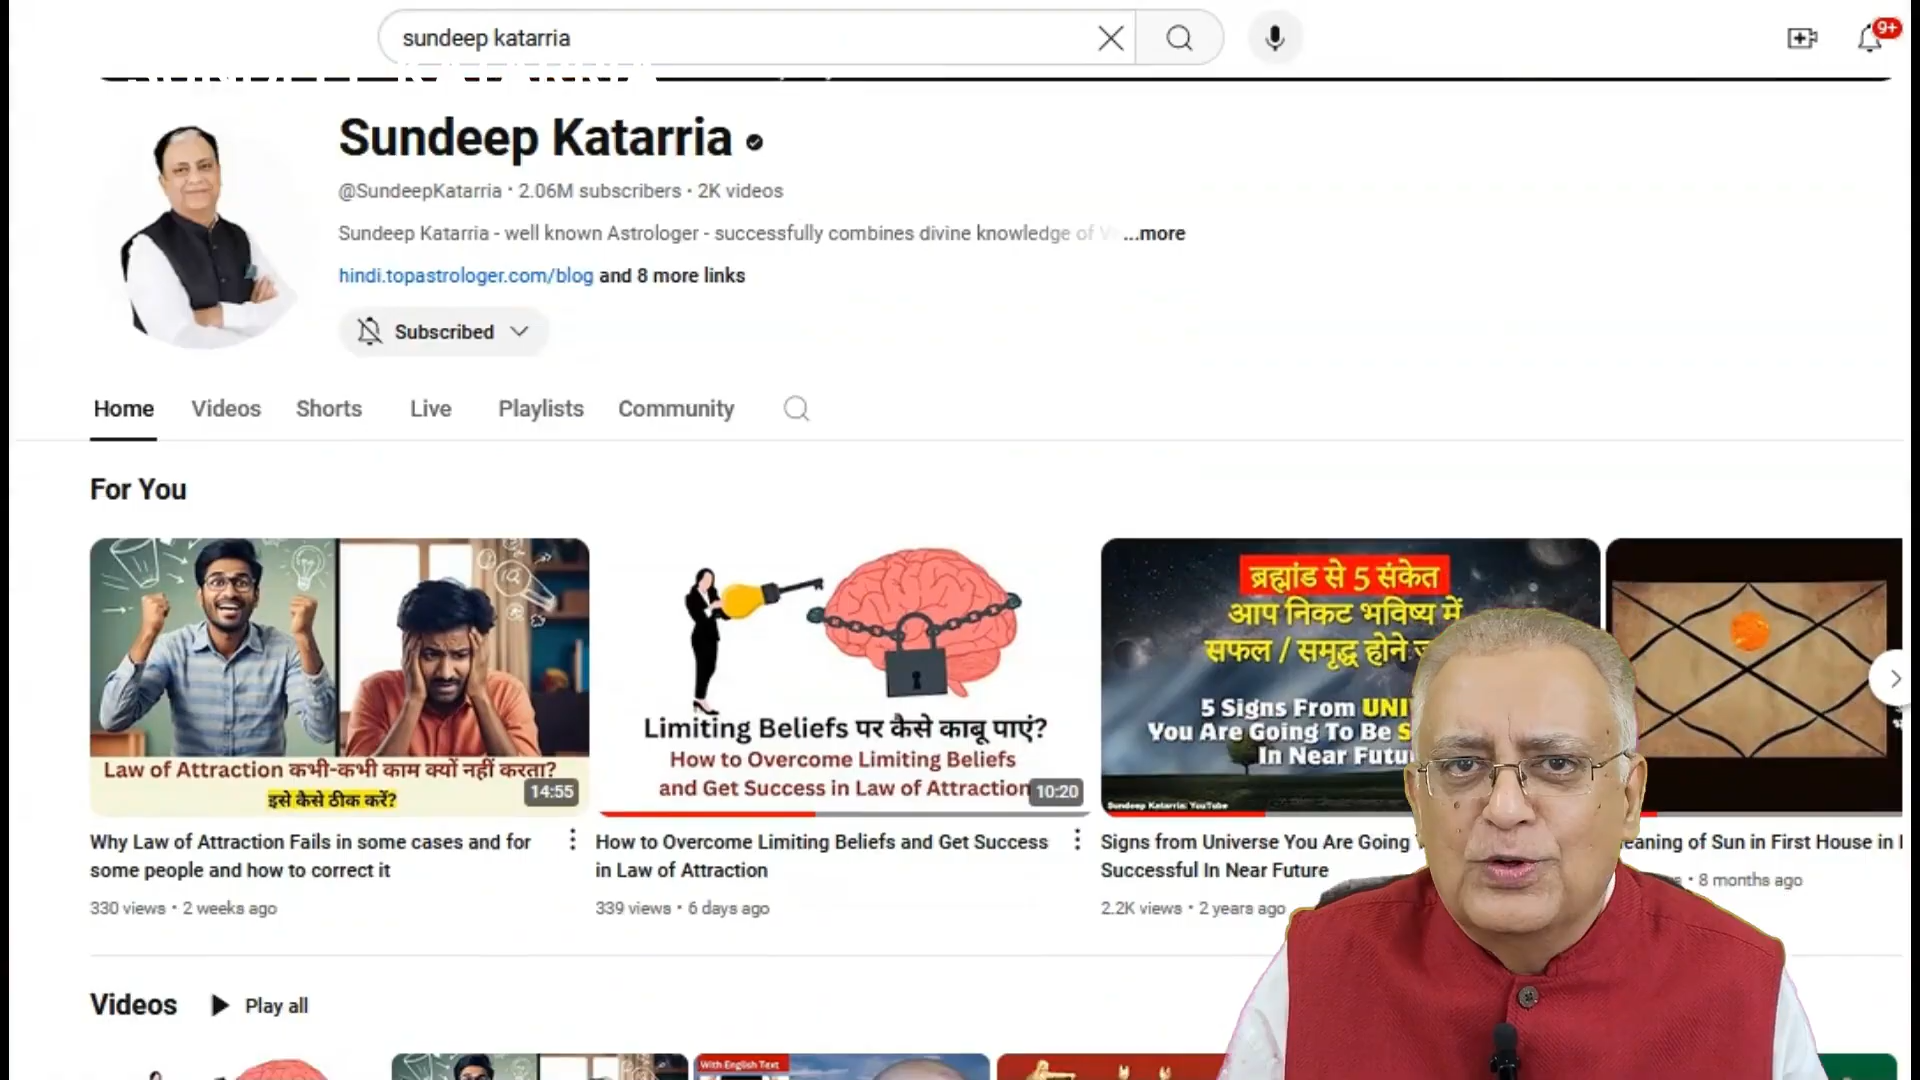 sundeep katarria
9+
Sundeep Katarria
@SundeepKatarria • 2.06M subscribers • 2K videos
Sundeep Katarria - well known Astrologer - successfully combines divine knowledge of ...more
hindi.topastrologer.com/blog and 8 more links
Subscribed
Home Videos Shorts Live Playlists Community
For You
Law of Attraction कभी-कभी काम क्यों नहीं करता?
इसे कैसे ठीक करें?
14:55
Why Law of Attraction Fails in some cases and for
some people and how to correct it
330 views • 2 weeks ago
Limiting Beliefs पर कैसे काबू पाएं?
How to Overcome Limiting Beliefs
and Get Success in Law of Attraction
10:20
How to Overcome Limiting Beliefs and Get Success
in Law of Attraction
339 views • 6 days ago
ब्रह्मांड से 5 संकेत
आप निकट भविष्य में
सफल / समृद्ध होने
5 Signs From UNI
You Are Going To Be S
In Near Futu
Sundeep Katarria: YouTube
Signs from Universe You Are Going
Successful In Near Future
2.2K views • 2 years ago
eaning of Sun in First House in
• 8 months ago
Videos Play all
With English Text